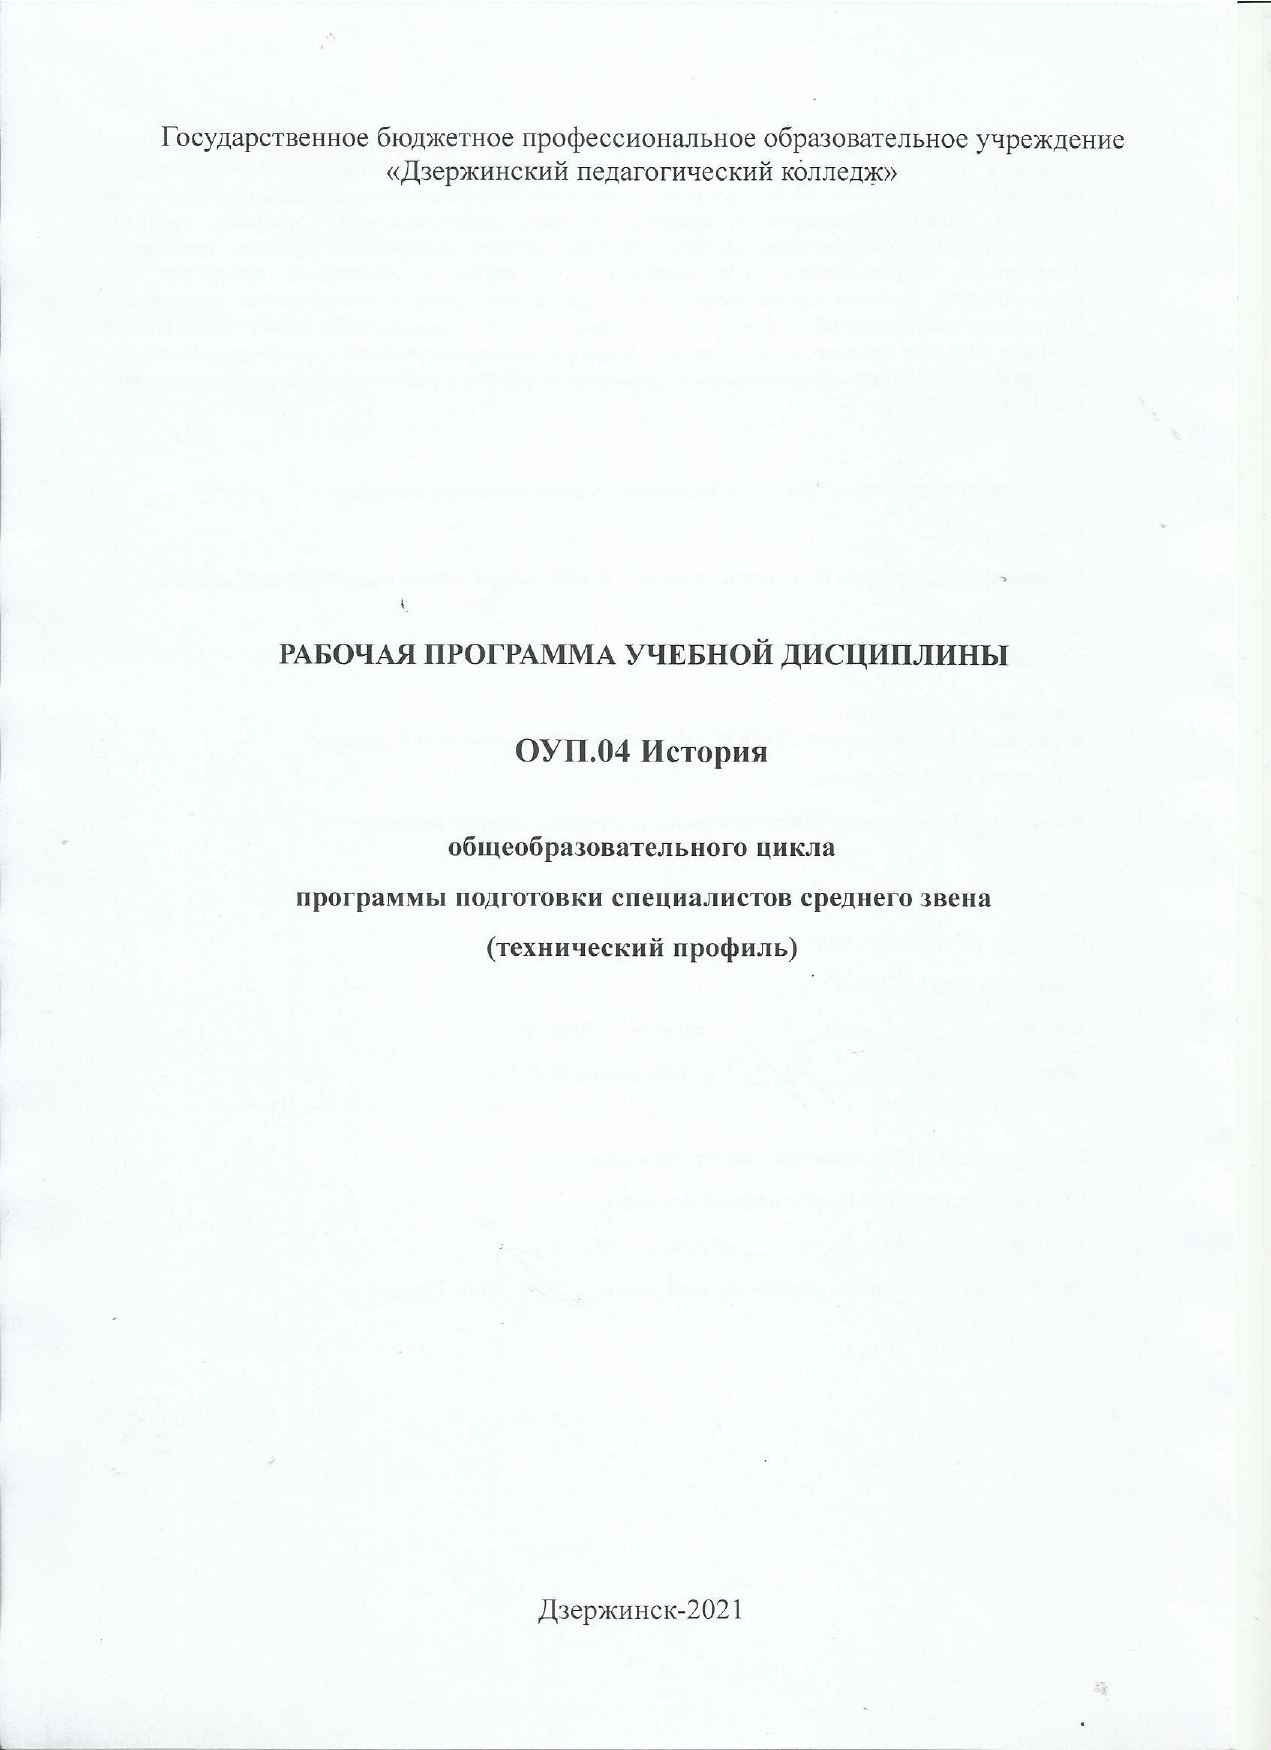 Государственное бюджетное профессиональное образовательное учреждение
«Дзержинский педагогический колледж»
РАБОЧАЯ ПРОГРАММА УЧЕБНОЙ ДИСЦИПЛИНЫ
ОУП.04 История
общеобразовательного цикла
программы подготовки специалистов среднего звена
(технический профиль)
Дзержинск-2021